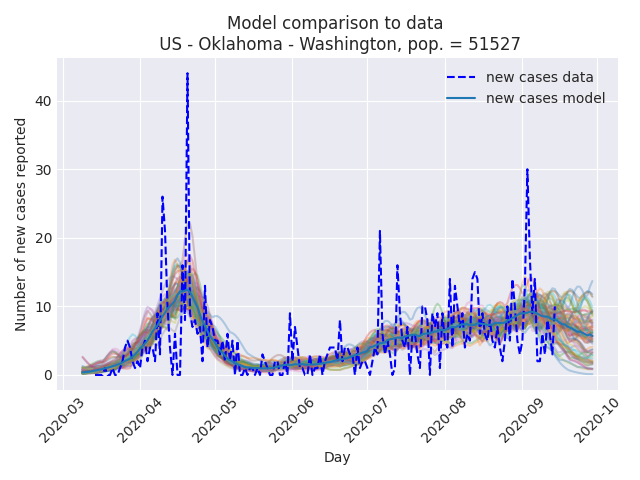 Model comparison to data
US - Oklahoma - Washington, pop. = 51527
new cases data
new cases model
Number of new cases reported
40
30
20
10
0
2020-03
2020-04
2020-05
2020-06
2020-07
2020-08
2020-09
2020-10
Day